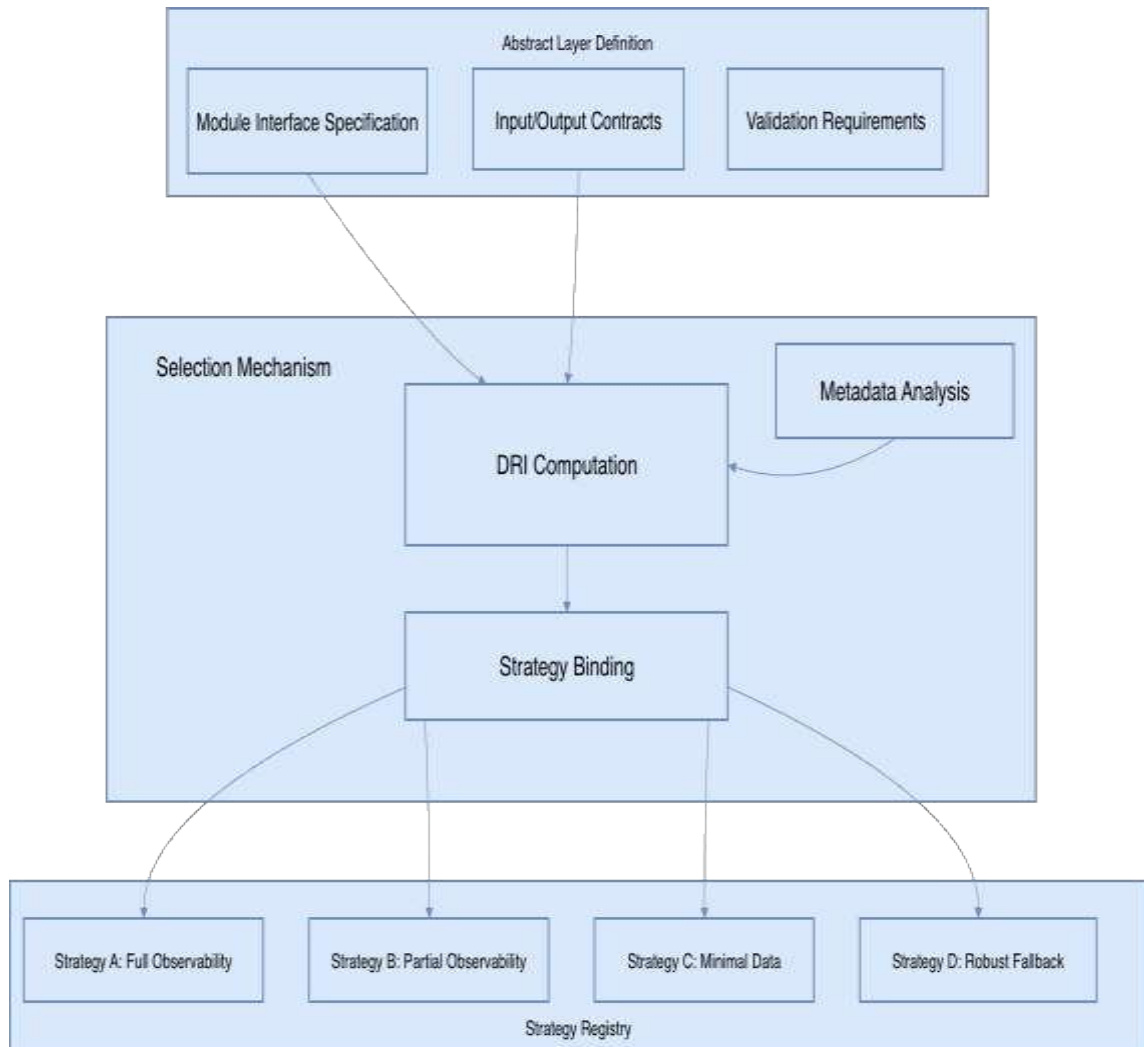 Abstract Layer Definition
Module Interface Specification
Input/Output Contracts
Validation Requirements
Selection Mechanism
Metadata Analysis
DRI Computation
Strategy Binding
Strategy A: Full Observability
Strategy B: Partial Observability
Strategy C: Minimal Data
Strategy D: Robust Fallback
Strategy Registry